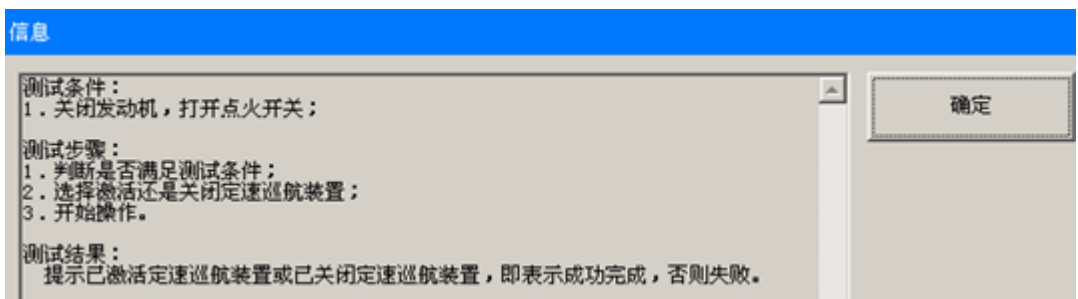 信息
测试条件：
1．关闭发动机，打开点火开关；
测试步骤：
1．判断是否满足测试条件；
2．选择激活还是关闭定速巡航装置；
3．开始操作。
测试结果：
提示已激活定速巡航装置或已关闭定速巡航装置，即表示成功完成，否则失败。
确定